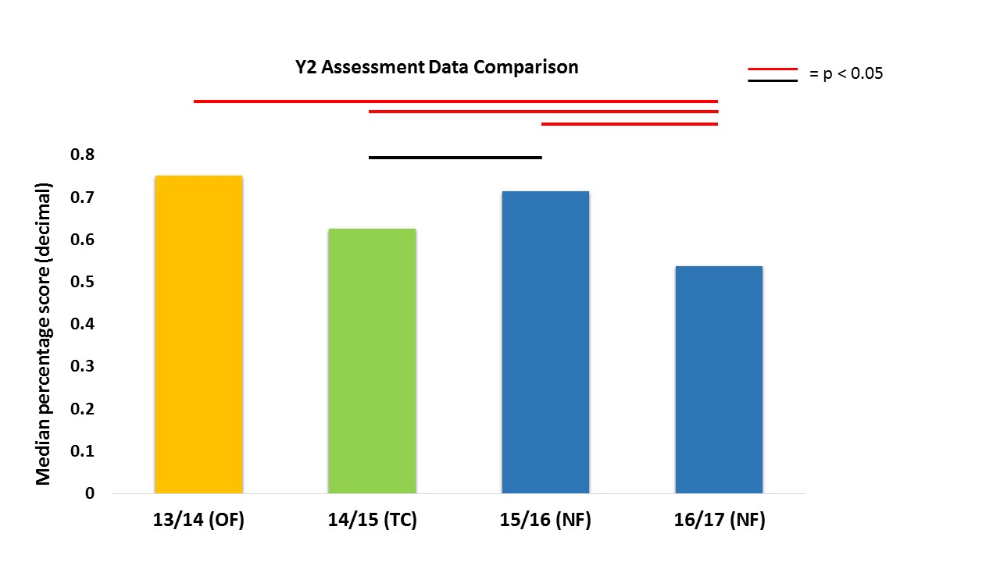 Y2 Assessment Data Comparison
= p < 0.05
Median percentage score (decimal)
0.8
0.7
0.6
0.5
0.4
0.3
0.2
0.1
0
13/14 (OF)
14/15 (TC)
15/16 (NF)
16/17 (NF)